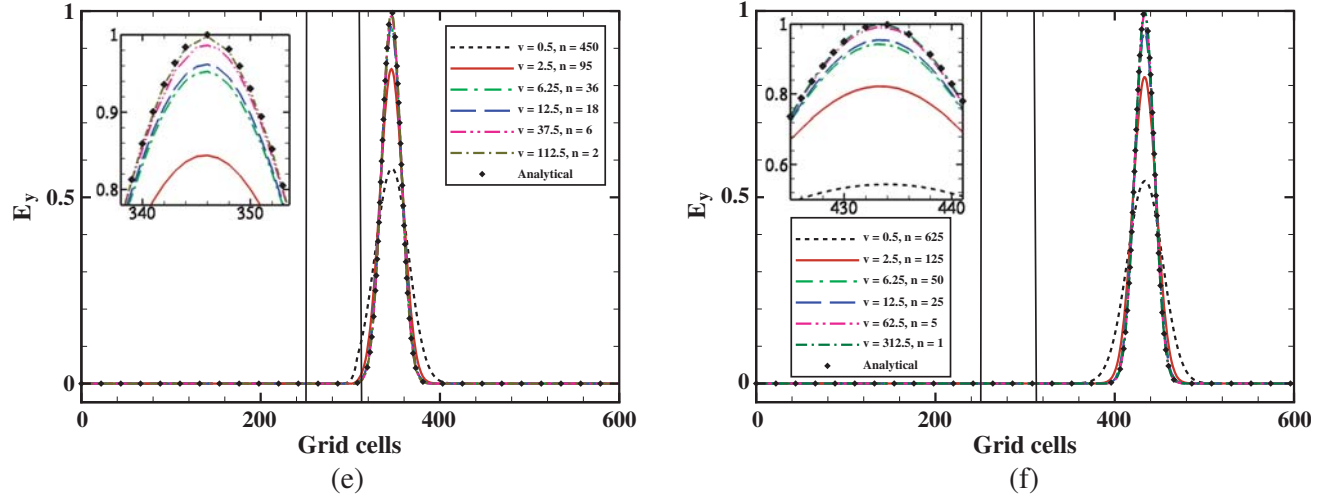 1
0.5
0
E_y
0 200 400 600
Grid cells
(e)
1
0.9
0.8
340 350
v = 0.5, n = 450
v = 2.5, n = 95
v = 6.25, n = 36
v = 12.5, n = 18
v = 37.5, n = 6
v = 112.5, n = 2
Analytical
1
0.5
0
E_y
0 200 400 600
Grid cells
(f)
1
0.8
0.6
430 440
v = 0.5, n = 625
v = 2.5, n = 125
v = 6.25, n = 50
v = 12.5, n = 25
v = 62.5, n = 5
v = 312.5, n = 1
Analytical